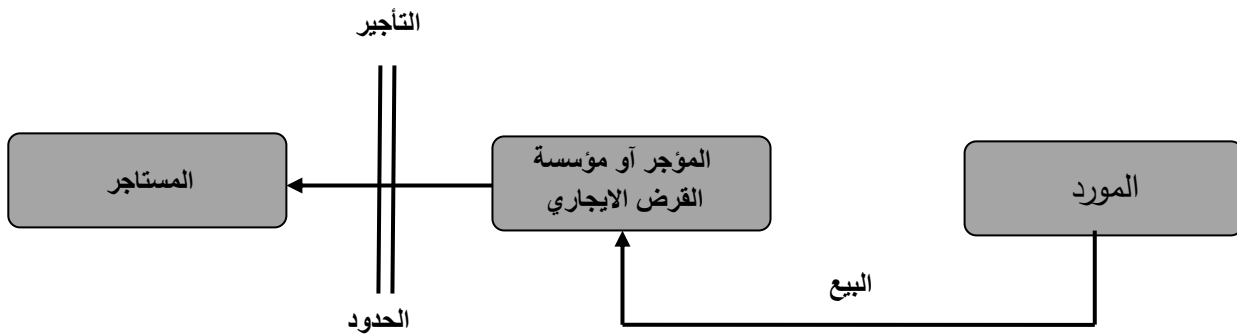 التأجير
المورد
المؤجر آو مؤسسة
القرض الايجاري
المستاجر
البيع
الحدود